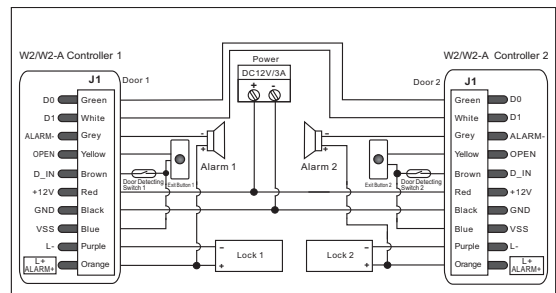 W2/W2-A Controller 1
W2/W2-A Controller 2
Power
DC12V/3A
+ -
J1
Door 1
Door 2
J1
D0 Green
Green D0
D1 White
White D1
ALARM- Grey
- +
Alarm 1
Alarm 2
- +
Grey ALARM-
OPEN Yellow
Yellow OPEN
D_IN Brown
Door Detecting
Switch 1
Exit Button 1
Exit Button 2
Door Detecting
Switch 2
Brown D_IN
+12V Red
Red +12V
GND Black
Black GND
VSS Blue
Blue VSS
L- Purple
-
Lock 1
+
Lock 2
-
+
Purple L-
L+
ALARM+
Orange
Orange
L+
ALARM+